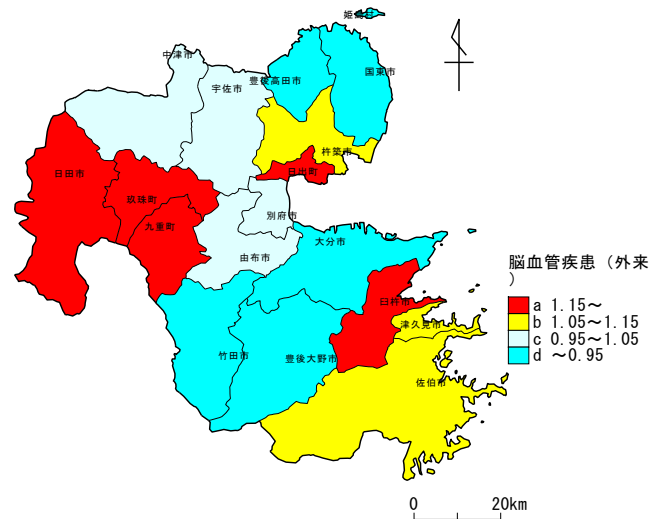 姫島村
中津市
豊後高田市
国東市
宇佐市
杵築市
日田市
日出町
玖珠町
別府市
九重町
大分市
由布市
臼杵市
津久見市
竹田市
豊後大野市
佐伯市
脳血管疾患（外来
）
a 1.15～
b 1.05～1.15
c 0.95～1.05
d ～0.95
0 20km